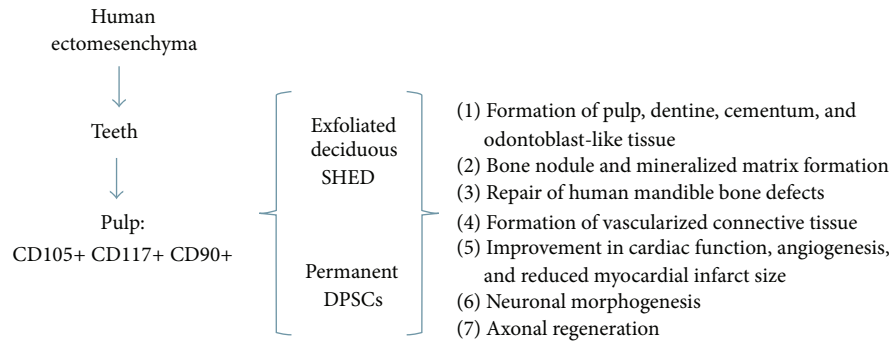 Human
ectomesenchyma
Teeth
Pulp:
CD105+ CD117+ CD90+
Exfoliated
deciduous
SHED
Permanent
DPSCs
(1) Formation of pulp, dentine, cementum, and
odontoblast-like tissue
(2) Bone nodule and mineralized matrix formation
(3) Repair of human mandible bone defects
(4) Formation of vascularized connective tissue
(5) Improvement in cardiac function, angiogenesis,
and reduced myocardial infarct size
(6) Neuronal morphogenesis
(7) Axonal regeneration